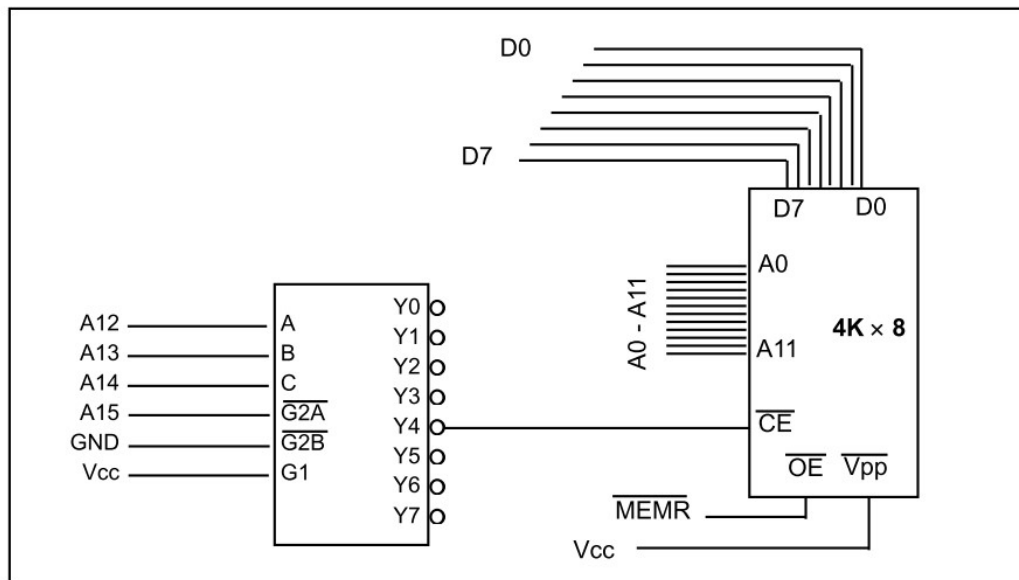 D0
D7
D7 D0
A0
A0 - A11
4K × 8
A11
A12 A Y0
A13 B Y1
A14 C Y2
A15 G2A Y3
GND G2B Y4
Vcc G1 Y5
Y6
Y7
CE
OE Vpp
MEMR
Vcc